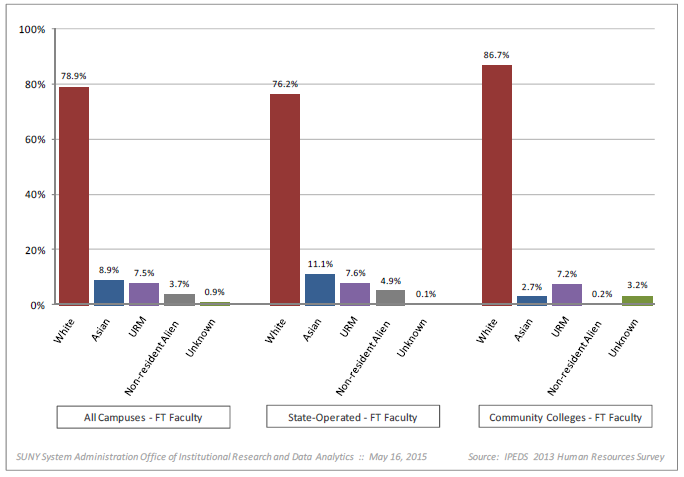 100%
80%
60%
40%
20%
0%
78.9%
8.9%
7.5%
3.7%
0.9%
76.2%
11.1%
7.6%
4.9%
0.1%
86.7%
2.7%
7.2%
0.2%
3.2%
White
Asian
URM
Non-resident Alien
Unknown
White
Asian
URM
Non-resident Alien
Unknown
White
Asian
URM
Non-resident Alien
Unknown
All Campuses - FT Faculty
State-Operated - FT Faculty
Community Colleges - FT Faculty
SUNY System Administration Office of Institutional Research and Data Analytics :: May 16, 2015
Source: IPEDS 2013 Human Resources Survey